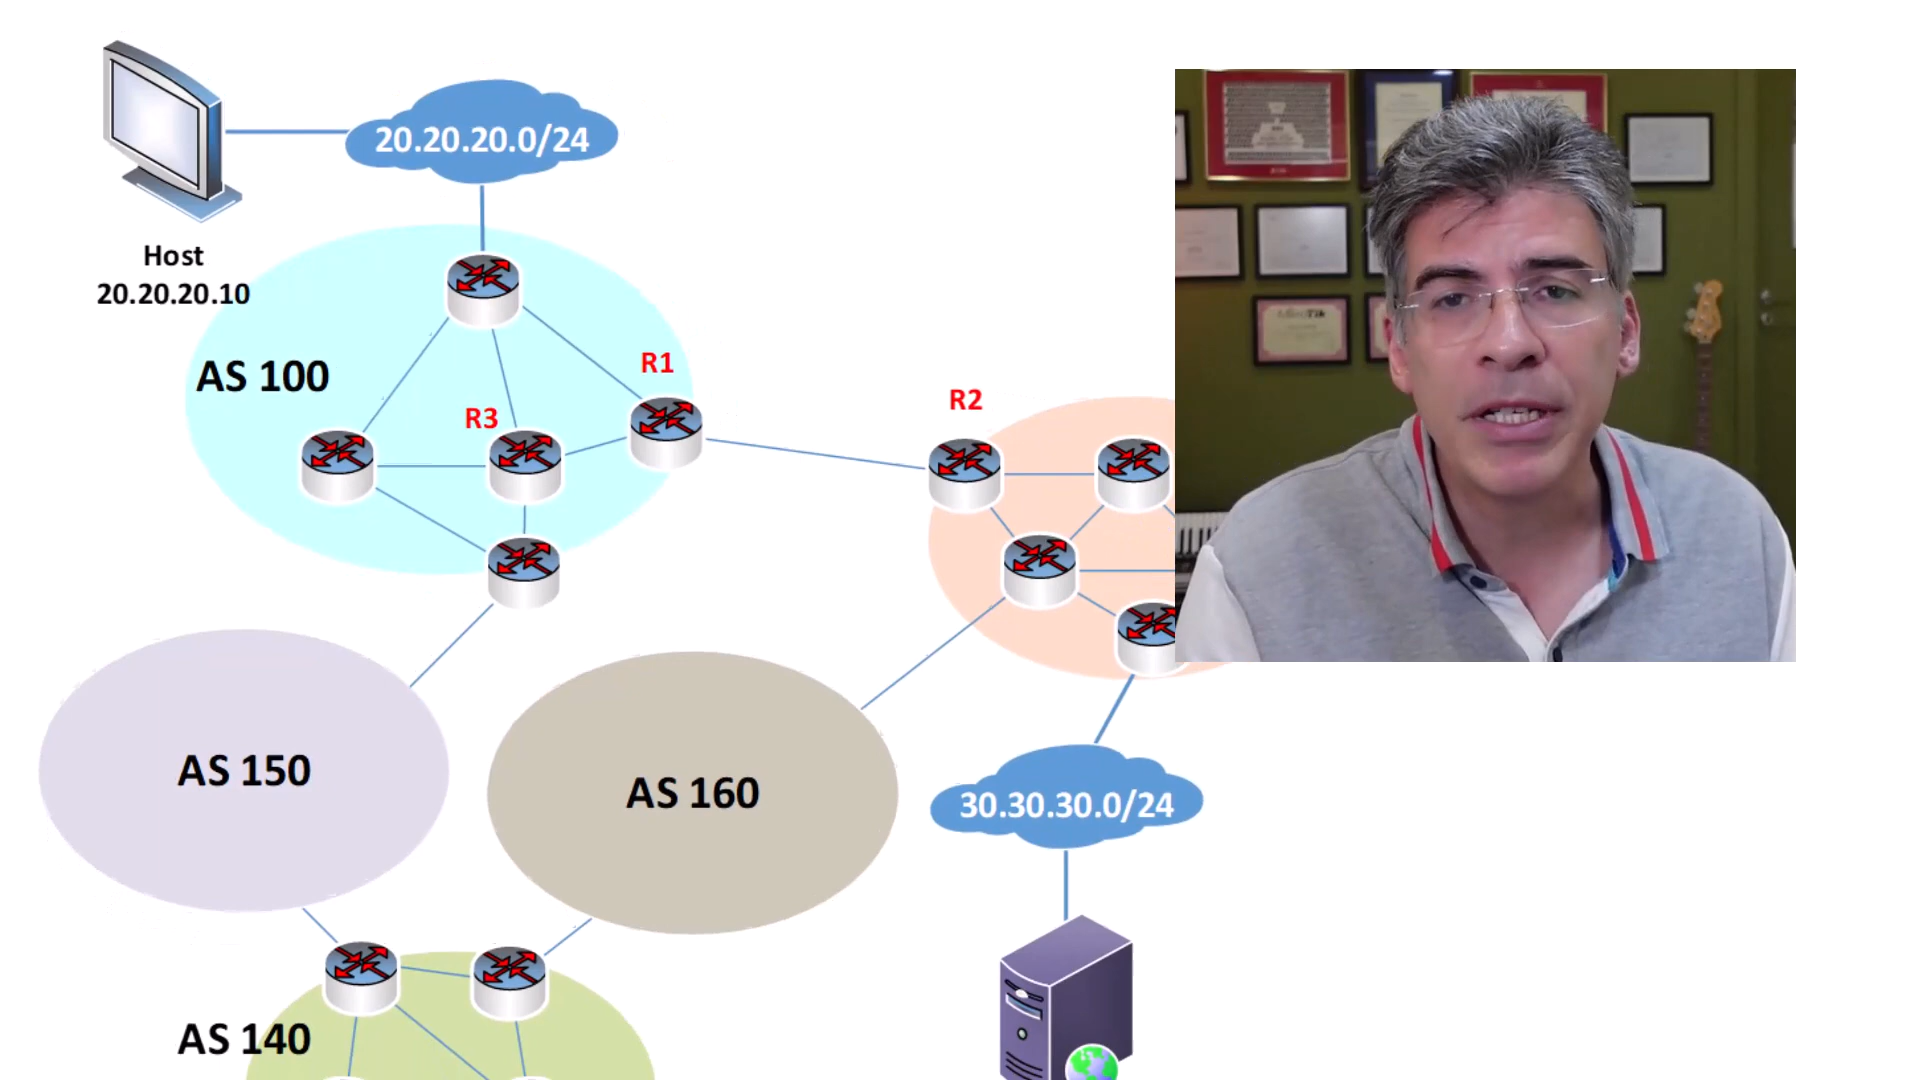 20.20.20.0/24
Host
20.20.20.10
AS 100
R1
R3
R2
AS 150
AS 160
30.30.30.0/24
AS 140